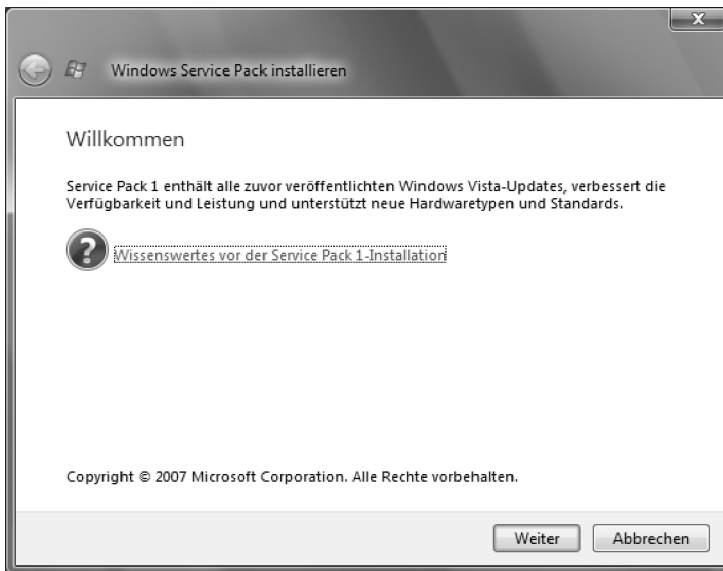 Windows Service Pack installieren
Willkommen
Service Pack 1 enthält alle zuvor veröffentlichten Windows Vista-Updates, verbessert die
Verfügbarkeit und Leistung und unterstützt neue Hardwaretypen und Standards.
Wissenswertes vor der Service Pack 1-Installation
Copyright © 2007 Microsoft Corporation. Alle Rechte vorbehalten.
Weiter
Abbrechen